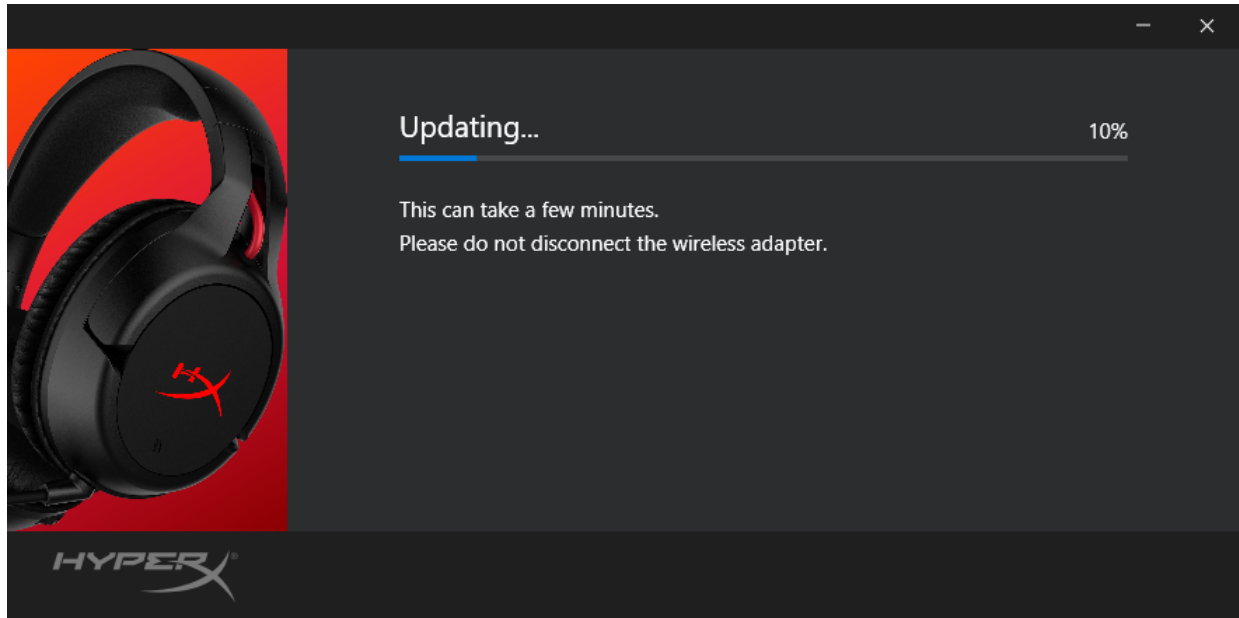 Updating...
10%
This can take a few minutes.
Please do not disconnect the wireless adapter.
HYPERX®